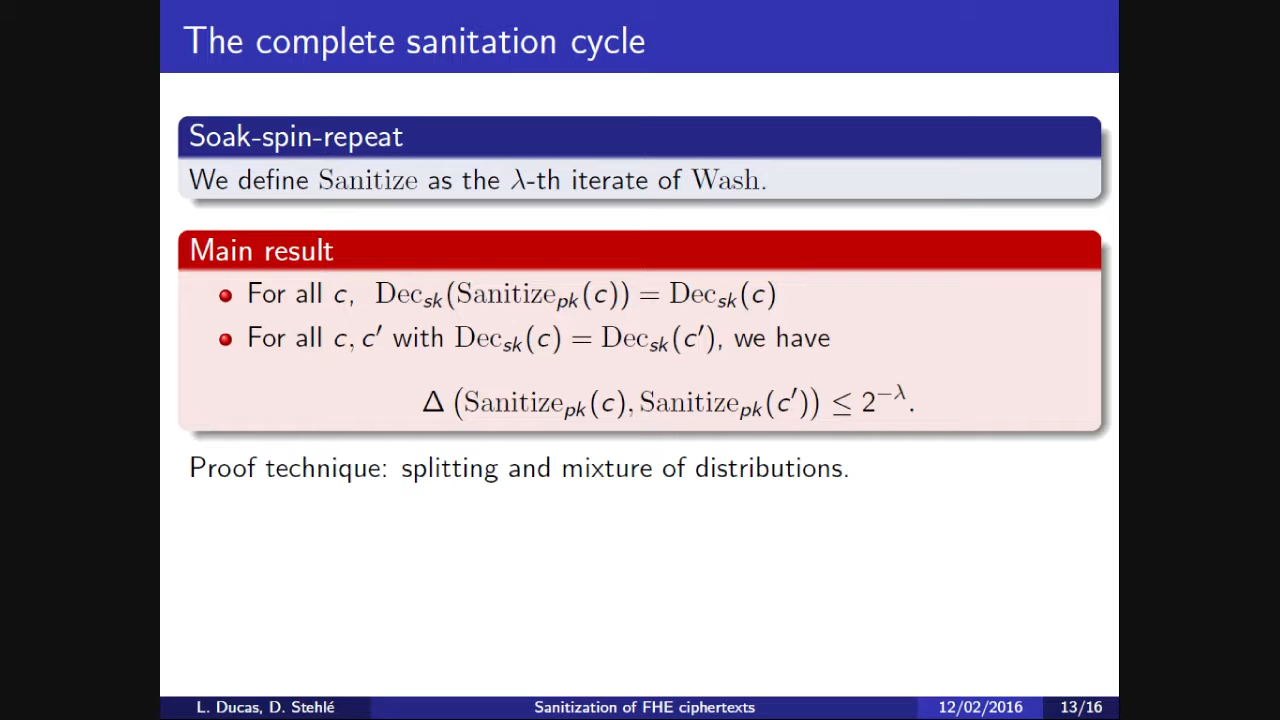 The complete sanitation cycle
Soak-spin-repeat
We define Sanitize as the λ-th iterate of Wash.
Main result
For all c, Dec_sk(Sanitize_pk(c)) = Dec_sk(c)
For all c, c′ with Dec_sk(c) = Dec_sk(c′), we have
Δ (Sanitize_pk(c), Sanitize_pk(c′)) ≤ 2^−λ.
Proof technique: splitting and mixture of distributions.
L. Ducas, D. Stehlé Sanitization of FHE ciphertexts 12/02/2016 13/16